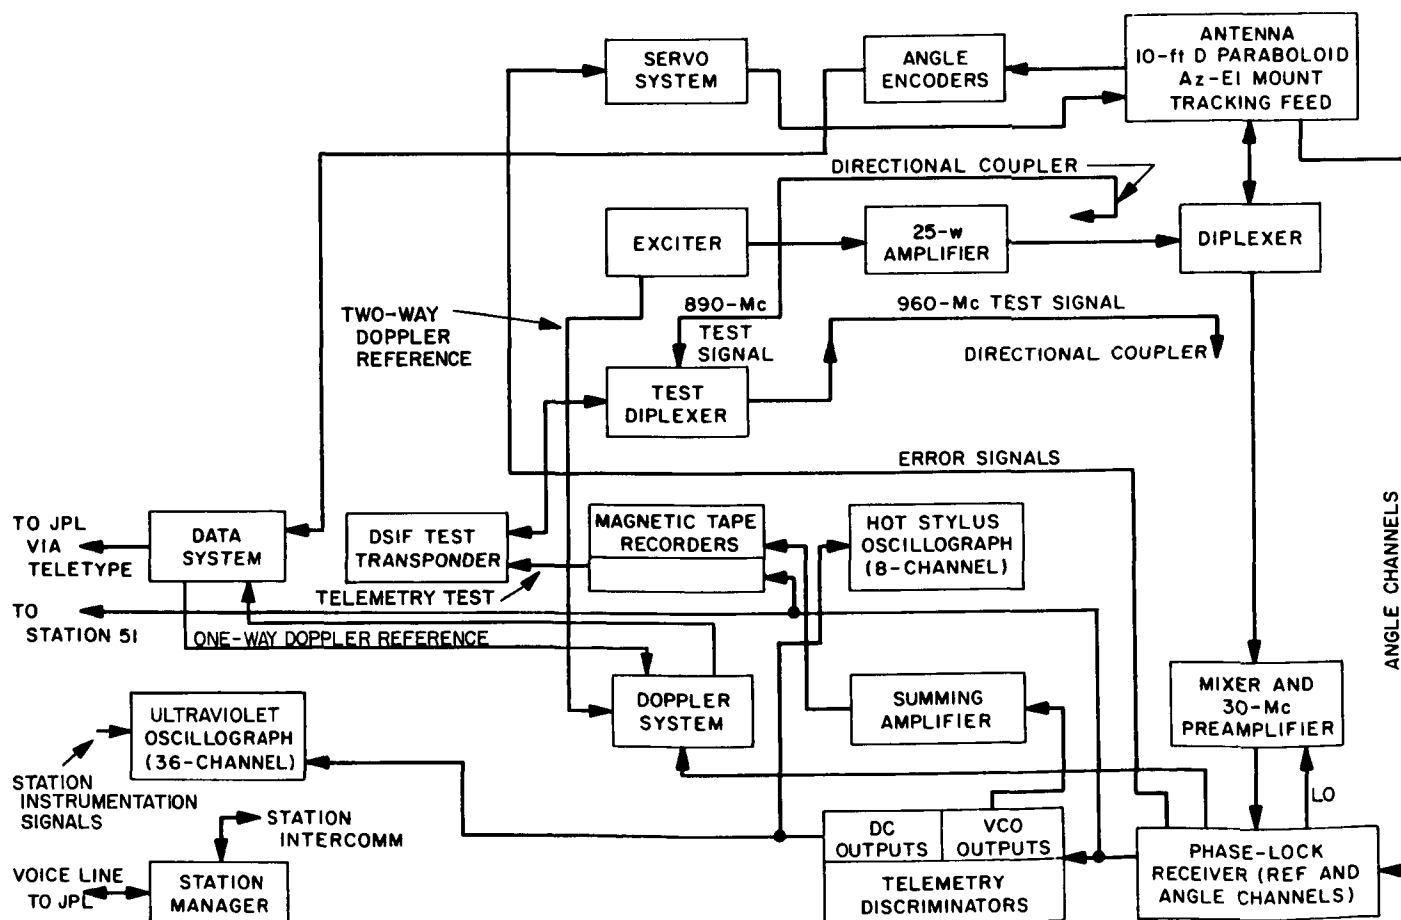 SERVO
SYSTEM
ANGLE
ENCODERS
ANTENNA
10-ft D PARABOLOID
Az-El MOUNT
TRACKING FEED
DIRECTIONAL COUPLER
EXCITER
25-w
AMPLIFIER
DIPLEXER
TWO-WAY
DOPPLER
REFERENCE
890-Mc
TEST
SIGNAL
960-Mc TEST SIGNAL
DIRECTIONAL COUPLER
TEST
DIPLEXER
ERROR SIGNALS
ANGLE CHANNELS
TO JPL
VIA
TELETYPE
DATA
SYSTEM
DSIF TEST
TRANSPONDER
MAGNETIC TAPE
RECORDERS
HOT STYLUS
OSCILLOGRAPH
(8-CHANNEL)
TELEMETRY TEST
TO
STATION 51
ONE-WAY DOPPLER REFERENCE
DOPPLER
SYSTEM
SUMMING
AMPLIFIER
MIXER AND
30-Mc
PREAMPLIFIER
ULTRAVIOLET
OSCILLOGRAPH
(36-CHANNEL)
STATION
INSTRUMENTATION
SIGNALS
LO
STATION
INTERCOMM
DC
OUTPUTS
VCO
OUTPUTS
TELEMETRY
DISCRIMINATORS
PHASE-LOCK
RECEIVER (REF AND
ANGLE CHANNELS)
VOICE LINE
TO JPL
STATION
MANAGER